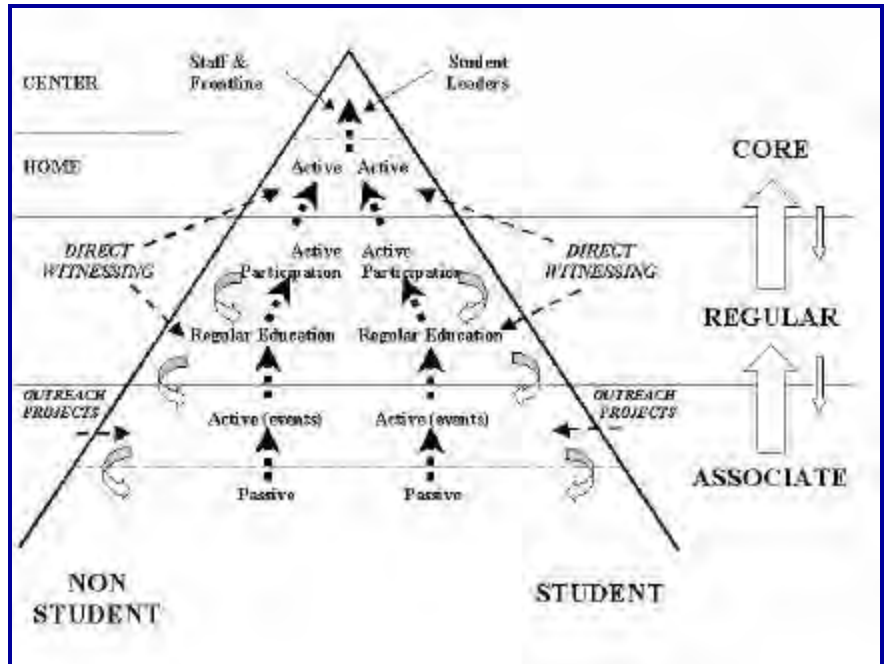 CENTER
Staff &
Frontline
Student
Leaders
HOME
Active
Active
CORE
DIRECT
WITNESSING
Active
Participation
Active
Participation
DIRECT
WITNESSING
Regular Education
Regular Education
REGULAR
OUTREACH
PROJECTS
OUTREACH
PROJECTS
Active (events)
Active (events)
ASSOCIATE
Passive
Passive
NON
STUDENT
STUDENT